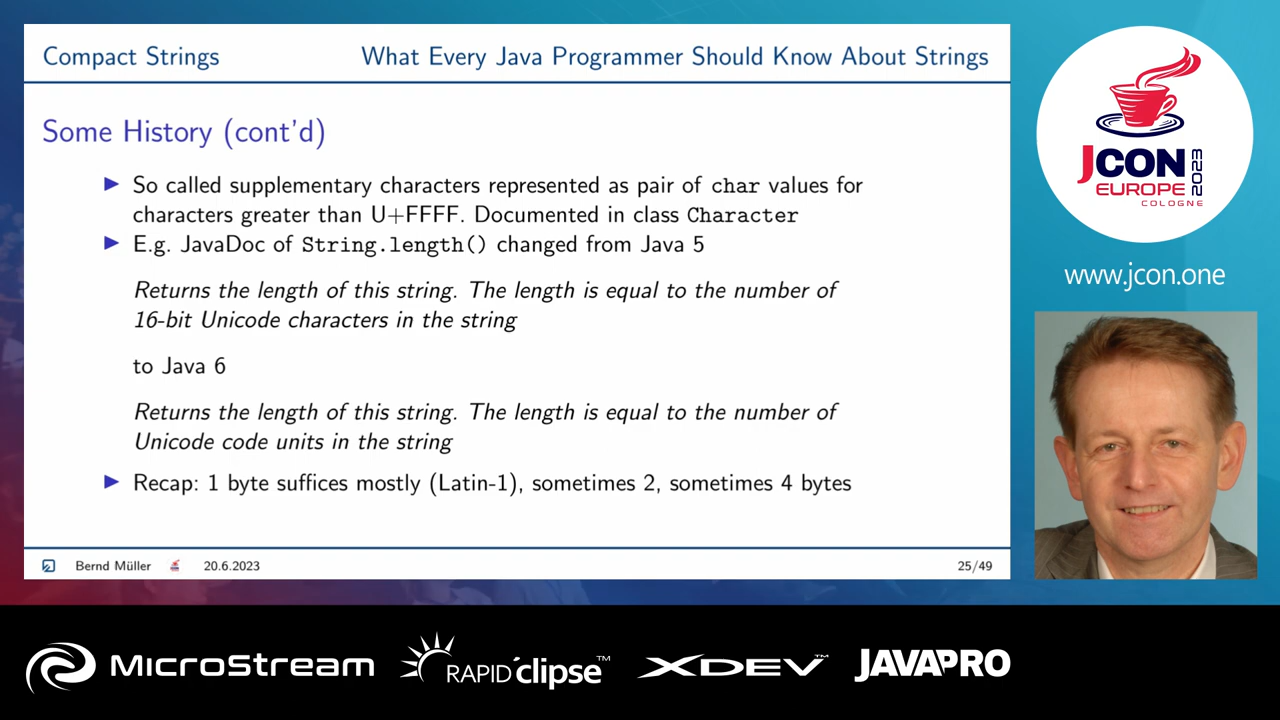 Compact Strings
What Every Java Programmer Should Know About Strings
Some History (cont'd)
So called supplementary characters represented as pair of char values for
characters greater than U+FFFF. Documented in class Character
E.g. JavaDoc of String.length() changed from Java 5
Returns the length of this string. The length is equal to the number of
16-bit Unicode characters in the string
to Java 6
Returns the length of this string. The length is equal to the number of
Unicode code units in the string
Recap: 1 byte suffices mostly (Latin-1), sometimes 2, sometimes 4 bytes
Bernd Müller
20.6.2023
25/49
JCON
EUROPE
2023
COLOGNE
www.jcon.one
MICROSTREAM
RAPIDclipse™
XDEV™
JAVAPRO